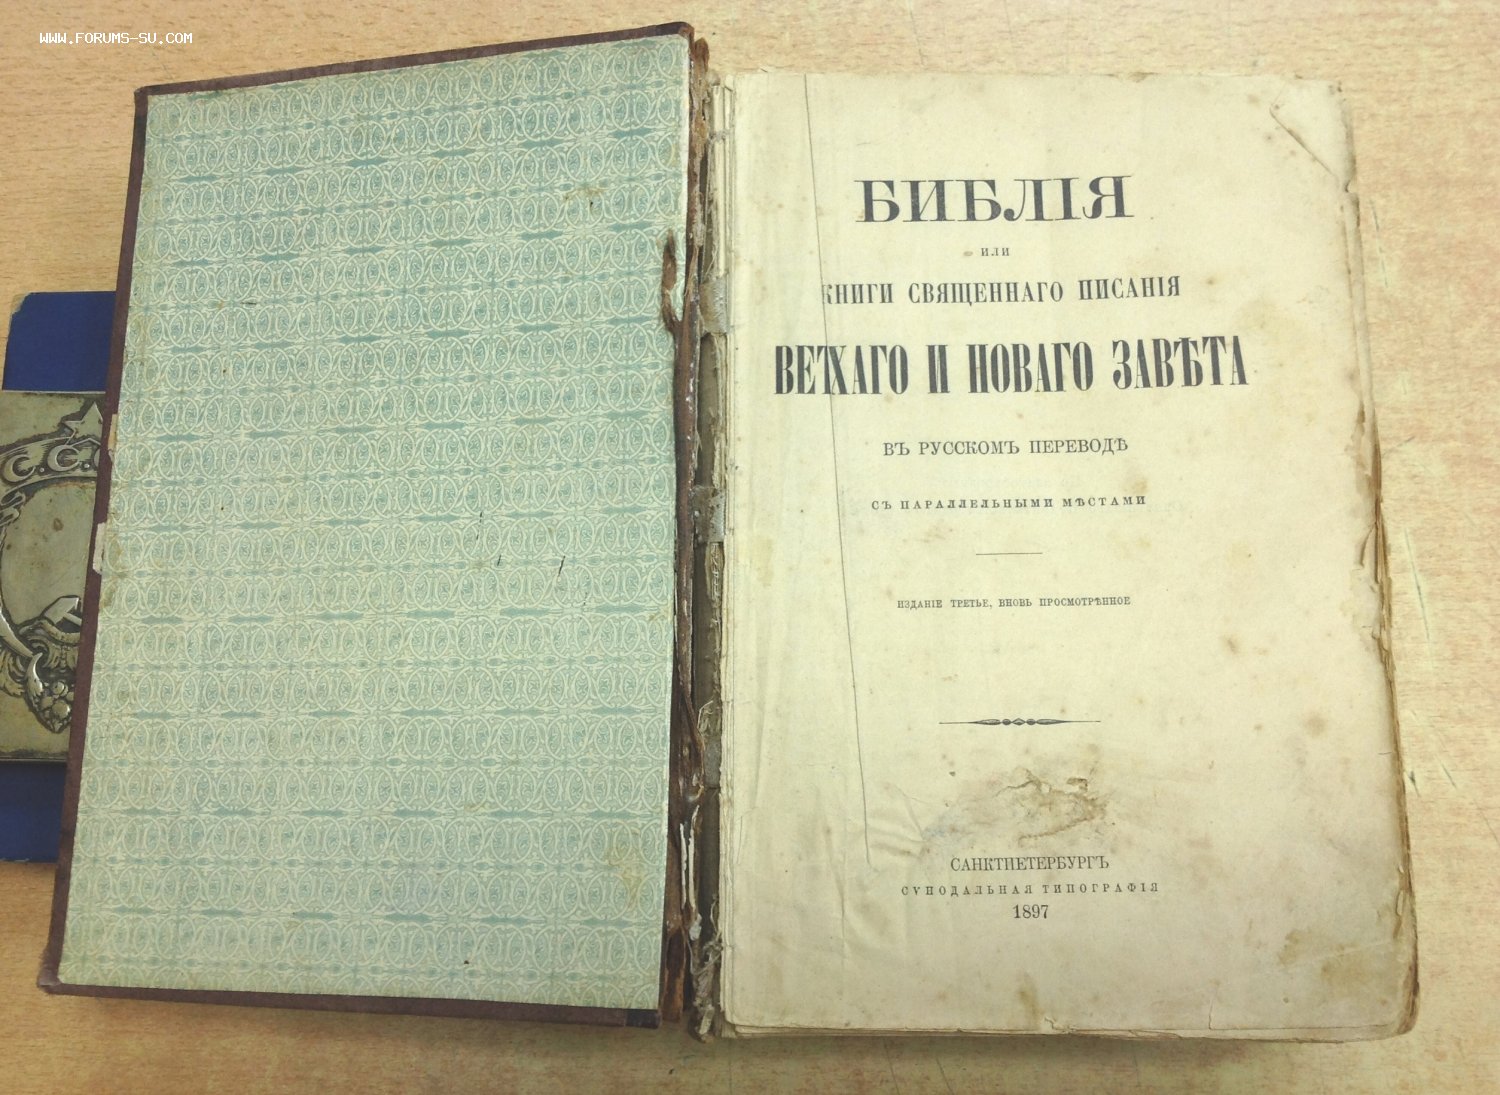 WWW.FORUMS-SU.COM
С.С.
БИБЛІЯ
или
КНИГИ СВЯЩЕННАГО ПИСАНІЯ
ВЕТХАГО И НОВАГО ЗАВѢТА
ВЪ РУССКОМЪ ПЕРЕВОДѢ
СЪ ПАРАЛЛЕЛЬНЫМИ МѢСТАМИ
ИЗДАНІЕ ТРЕТЬЕ, ВНОВЬ ПРОСМОТРѢННОЕ
САНКТПЕТЕРБУРГЪ
СѴНОДАЛЬНАЯ ТИПОГРАФІЯ
1897